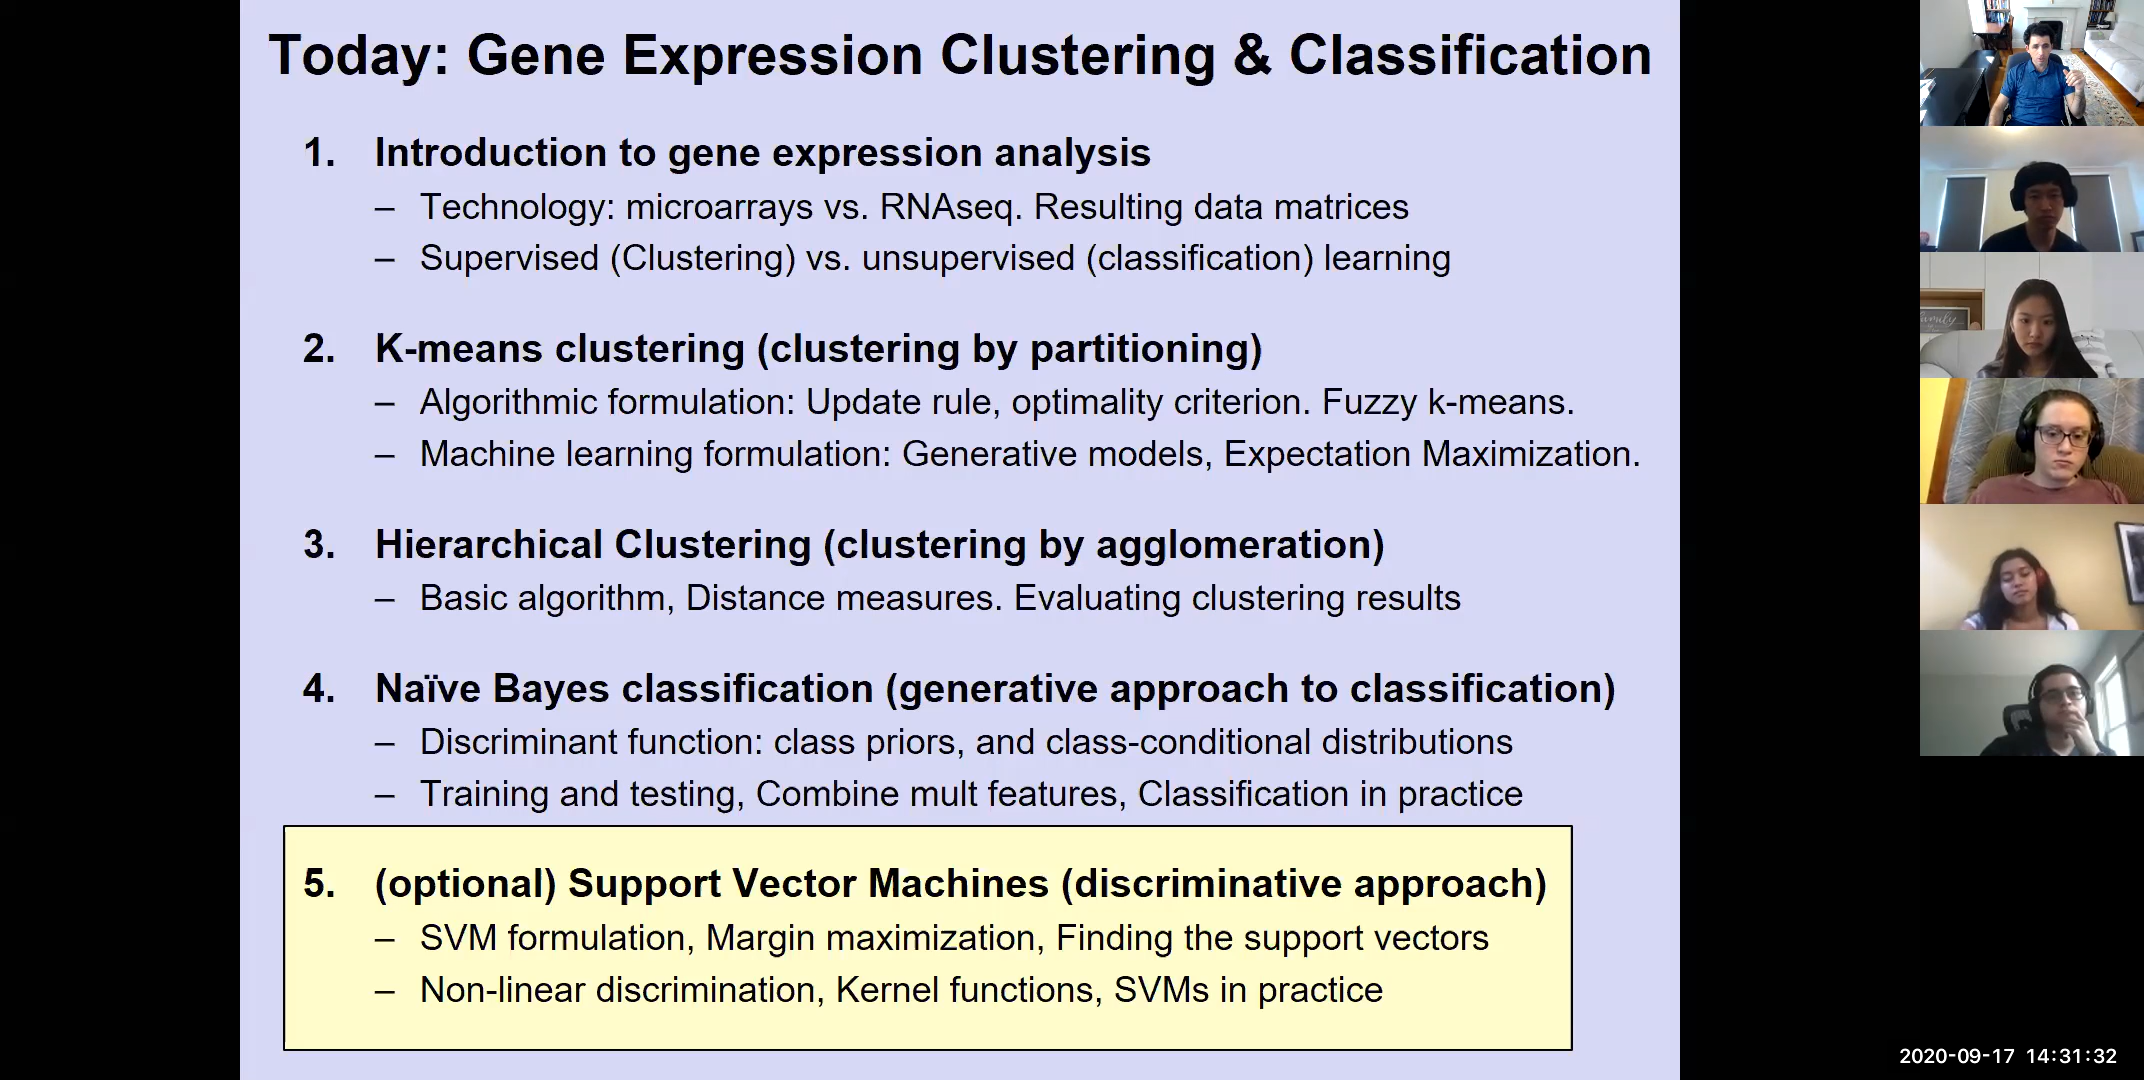 Today: Gene Expression Clustering & Classification
1. Introduction to gene expression analysis
– Technology: microarrays vs. RNAseq. Resulting data matrices
– Supervised (Clustering) vs. unsupervised (classification) learning
2. K-means clustering (clustering by partitioning)
– Algorithmic formulation: Update rule, optimality criterion. Fuzzy k-means.
– Machine learning formulation: Generative models, Expectation Maximization.
3. Hierarchical Clustering (clustering by agglomeration)
– Basic algorithm, Distance measures. Evaluating clustering results
4. Naïve Bayes classification (generative approach to classification)
– Discriminant function: class priors, and class-conditional distributions
– Training and testing, Combine mult features, Classification in practice
5. (optional) Support Vector Machines (discriminative approach)
– SVM formulation, Margin maximization, Finding the support vectors
– Non-linear discrimination, Kernel functions, SVMs in practice
family
2020-09-17 14:31:32